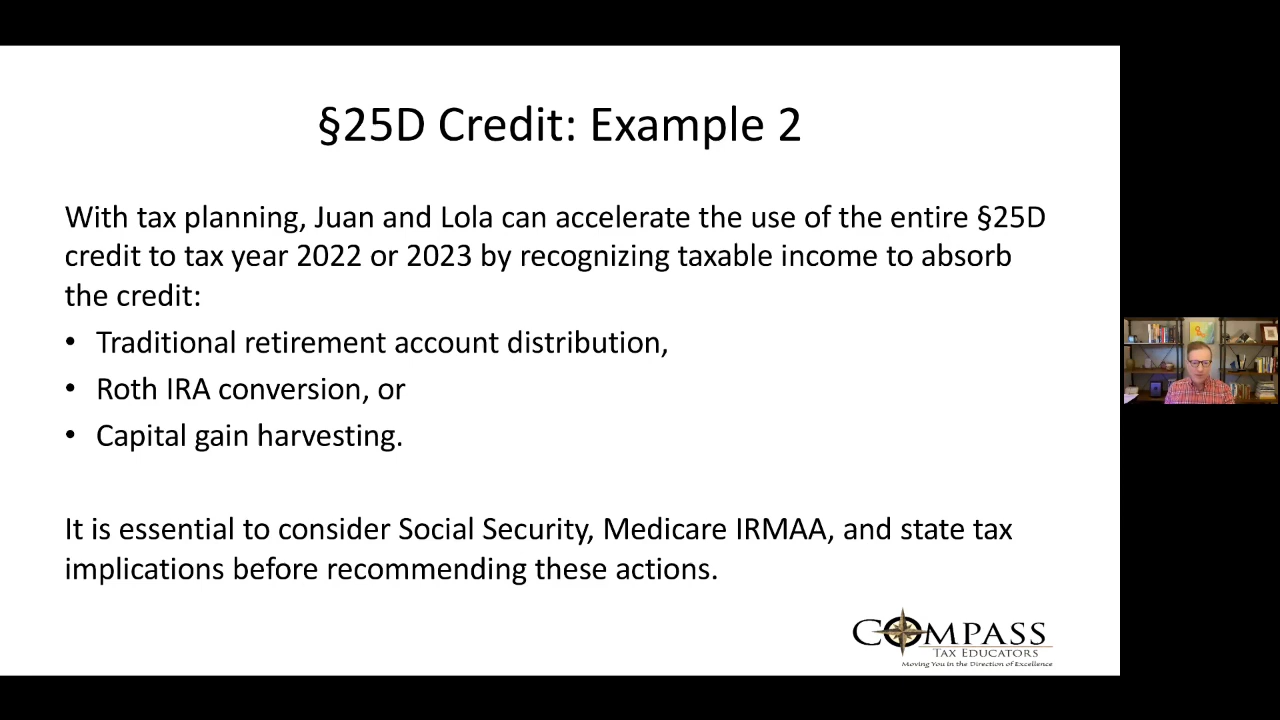 §25D Credit: Example 2
With tax planning, Juan and Lola can accelerate the use of the entire §25D
credit to tax year 2022 or 2023 by recognizing taxable income to absorb
the credit:
• Traditional retirement account distribution,
• Roth IRA conversion, or
• Capital gain harvesting.
It is essential to consider Social Security, Medicare IRMAA, and state tax
implications before recommending these actions.
COMPASS
TAX EDUCATORS
Moving You in the Direction of Excellence